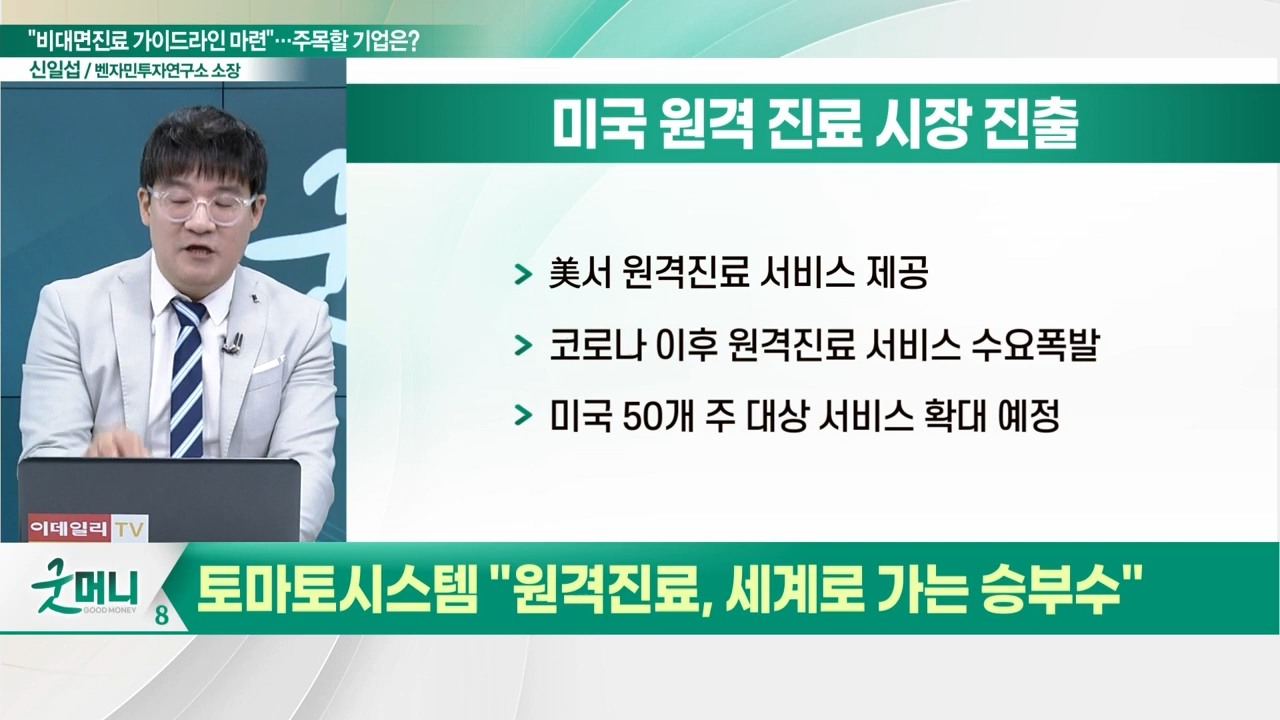 "비대면진료 가이드라인 마련"…주목할 기업은?
신일섭 / 벤자민투자연구소 소장
미국 원격 진료 시장 진출
> 美서 원격진료 서비스 제공
> 코로나 이후 원격진료 서비스 수요폭발
> 미국 50개 주 대상 서비스 확대 예정
이데일리 TV
굿머니
GOOD MONEY
8
토마토시스템 "원격진료, 세계로 가는 승부수"